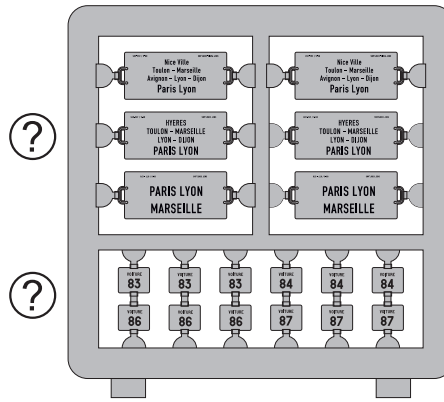 Nice Ville Nice Ville
Toulon – Marseille Toulon – Marseille
Avignon – Lyon – Dijon Avignon – Lyon – Dijon
Paris Lyon Paris Lyon
?
HYERES HYERES
TOULON – MARSEILLE TOULON – MARSEILLE
LYON – DIJON LYON – DIJON
PARIS LYON PARIS LYON
PARIS LYON PARIS LYON
MARSEILLE MARSEILLE
?
VOITURE VOITURE VOITURE VOITURE VOITURE VOITURE
83 83 83 84 84 84
VOITURE VOITURE VOITURE VOITURE VOITURE VOITURE
86 86 86 87 87 87